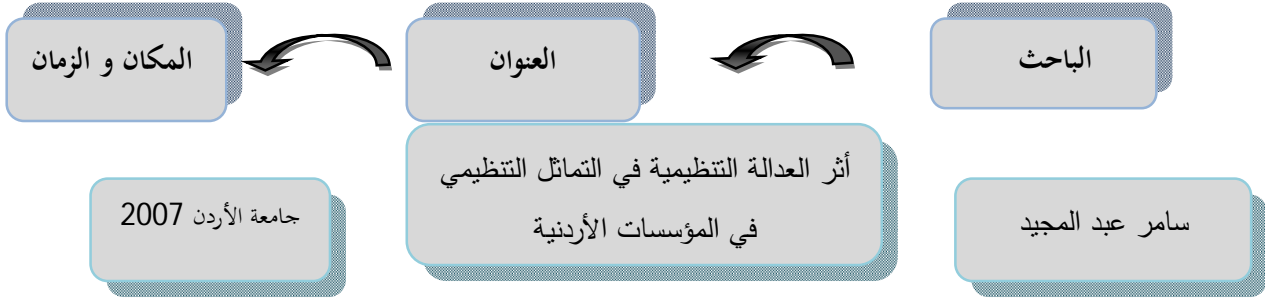 الباحث
العنوان
المكان و الزمان
سامر عبد المجيد
أثر العدالة التنظيمية في التماثل التنظيمي
في المؤسسات الأردنية
جامعة الأردن 2007